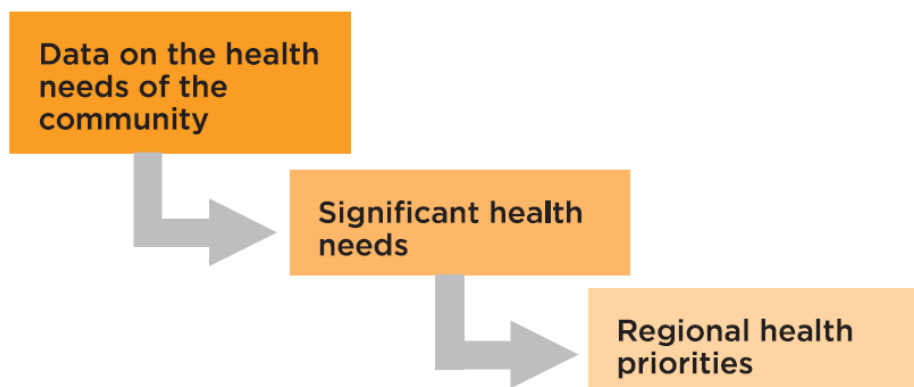 Data on the health
needs of the
community
Significant health
needs
Regional health
priorities